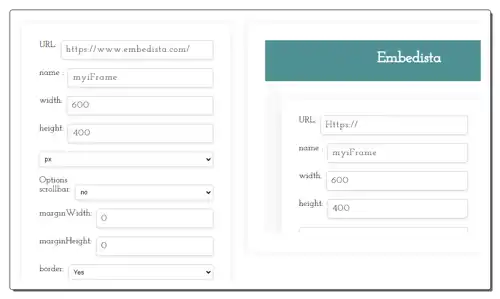 URL: https://www.embedista.com/
name : myiFrame
width: 600
height: 400
px
Options
scrollbar: no
marginWidth: 0
marginHeight: 0
border: Yes
Embedista
URL: Https://
name : myiFrame
width: 600
height: 400